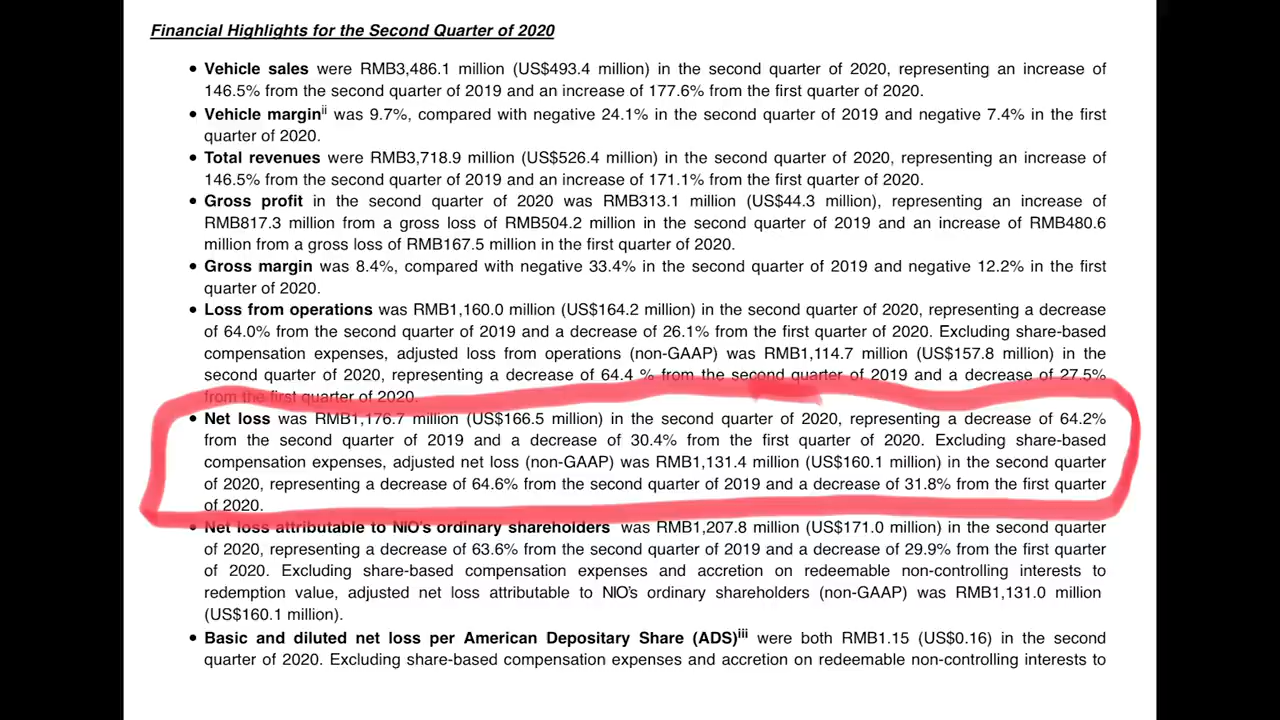 Financial Highlights for the Second Quarter of 2020
• Vehicle sales were RMB3,486.1 million (US$493.4 million) in the second quarter of 2020, representing an increase of
146.5% from the second quarter of 2019 and an increase of 177.6% from the first quarter of 2020.
• Vehicle marginii was 9.7%, compared with negative 24.1% in the second quarter of 2019 and negative 7.4% in the first
quarter of 2020.
• Total revenues were RMB3,718.9 million (US$526.4 million) in the second quarter of 2020, representing an increase of
146.5% from the second quarter of 2019 and an increase of 171.1% from the first quarter of 2020.
• Gross profit in the second quarter of 2020 was RMB313.1 million (US$44.3 million), representing an increase of
RMB817.3 million from a gross loss of RMB504.2 million in the second quarter of 2019 and an increase of RMB480.6
million from a gross loss of RMB167.5 million in the first quarter of 2020.
• Gross margin was 8.4%, compared with negative 33.4% in the second quarter of 2019 and negative 12.2% in the first
quarter of 2020.
• Loss from operations was RMB1,160.0 million (US$164.2 million) in the second quarter of 2020, representing a decrease
of 64.0% from the second quarter of 2019 and a decrease of 26.1% from the first quarter of 2020. Excluding share-based
compensation expenses, adjusted loss from operations (non-GAAP) was RMB1,114.7 million (US$157.8 million) in the
second quarter of 2020, representing a decrease of 64.4 % from the second quarter of 2019 and a decrease of 27.5%
from the first quarter of 2020.
• Net loss was RMB1,176.7 million (US$166.5 million) in the second quarter of 2020, representing a decrease of 64.2%
from the second quarter of 2019 and a decrease of 30.4% from the first quarter of 2020. Excluding share-based
compensation expenses, adjusted net loss (non-GAAP) was RMB1,131.4 million (US$160.1 million) in the second quarter
of 2020, representing a decrease of 64.6% from the second quarter of 2019 and a decrease of 31.8% from the first quarter
of 2020.
• Net loss attributable to NIO's ordinary shareholders was RMB1,207.8 million (US$171.0 million) in the second quarter
of 2020, representing a decrease of 63.6% from the second quarter of 2019 and a decrease of 29.9% from the first quarter
of 2020. Excluding share-based compensation expenses and accretion on redeemable non-controlling interests to
redemption value, adjusted net loss attributable to NIO's ordinary shareholders (non-GAAP) was RMB1,131.0 million
(US$160.1 million).
• Basic and diluted net loss per American Depositary Share (ADS)iii were both RMB1.15 (US$0.16) in the second
quarter of 2020. Excluding share-based compensation expenses and accretion on redeemable non-controlling interests to